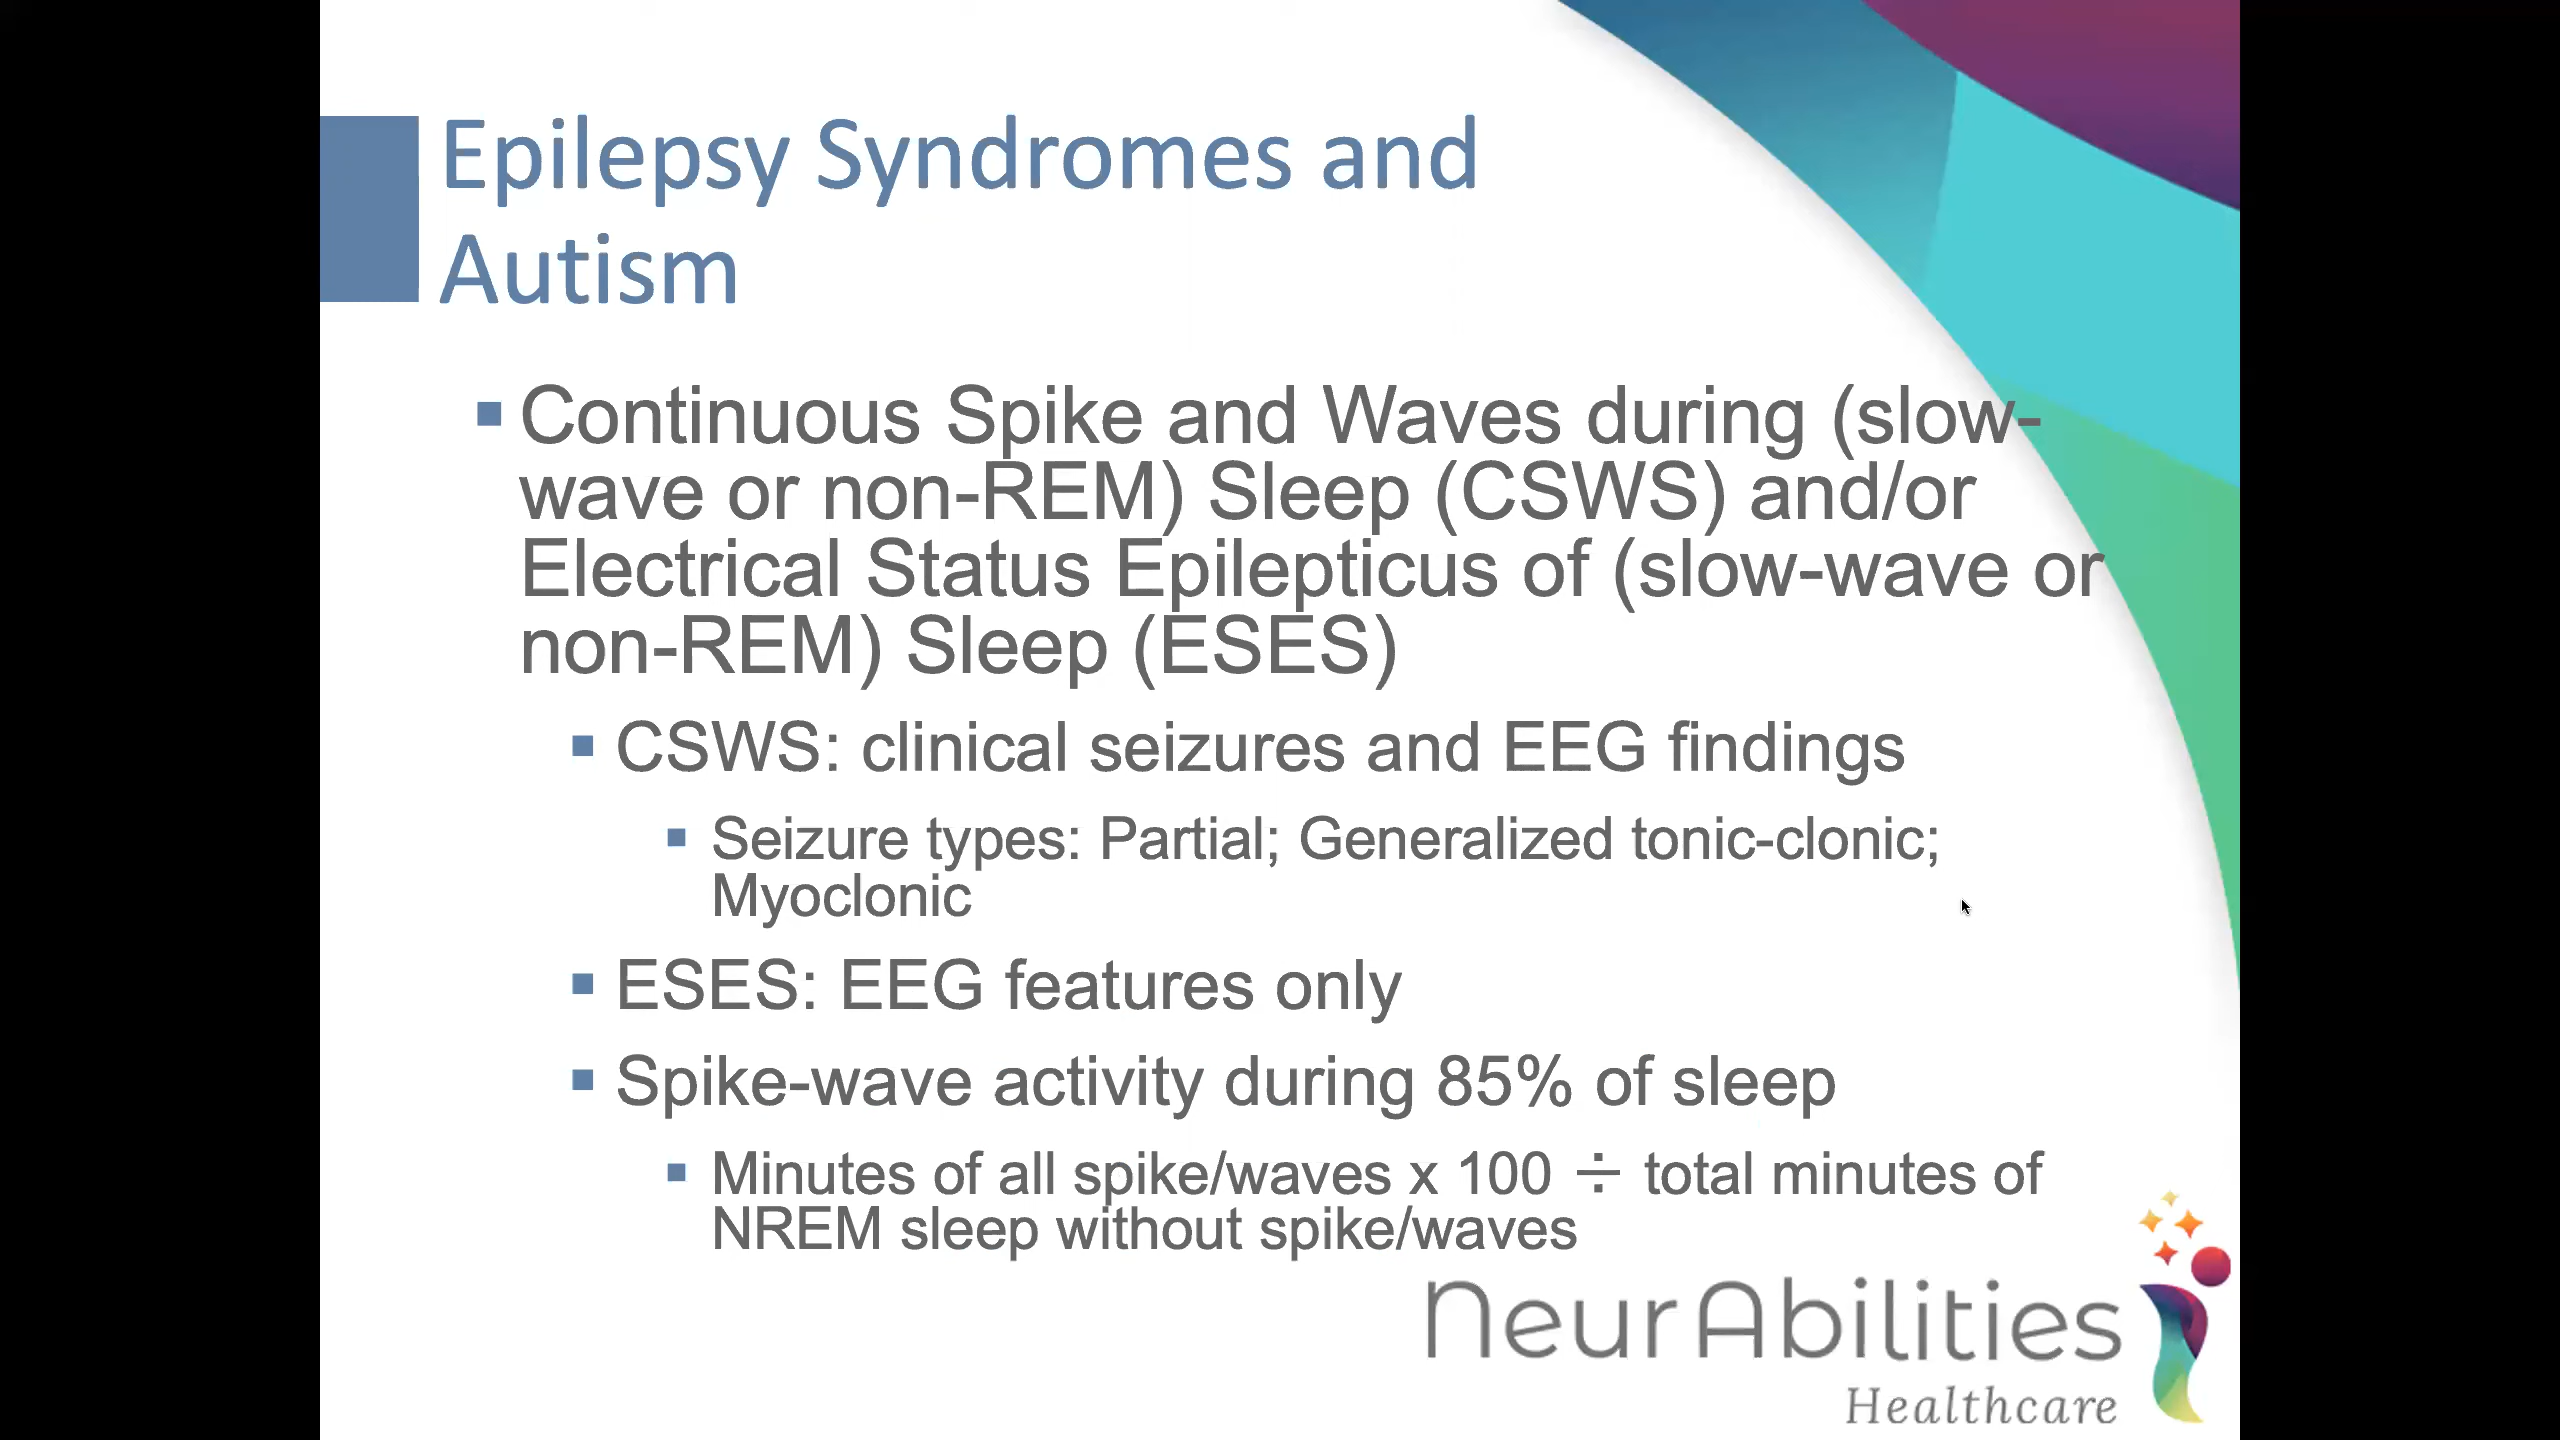 Epilepsy Syndromes and
Autism
Continuous Spike and Waves during (slow-
wave or non-REM) Sleep (CSWS) and/or
Electrical Status Epilepticus of (slow-wave or
non-REM) Sleep (ESES)
CSWS: clinical seizures and EEG findings
Seizure types: Partial; Generalized tonic-clonic;
Myoclonic
ESES: EEG features only
Spike-wave activity during 85% of sleep
Minutes of all spike/waves x 100 ÷ total minutes of
NREM sleep without spike/waves
NeurAbilities
Healthcare